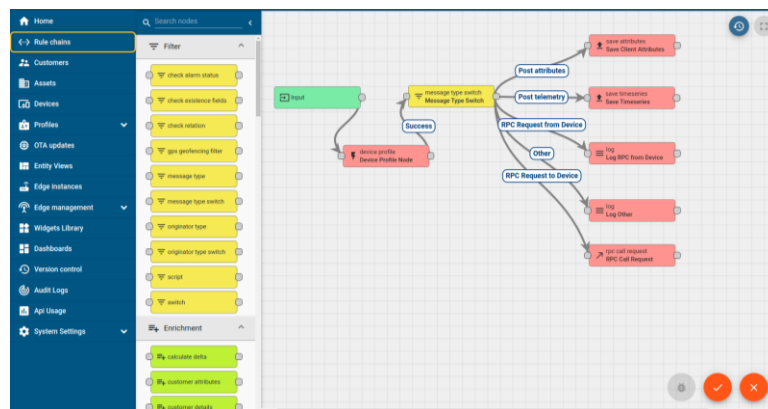 Home
Rule chains
Customers
Assets
Devices
Profiles
OTA updates
Entity Views
Edge instances
Edge management
Widgets Library
Dashboards
Version control
Audit Logs
Api Usage
System Settings
Search nodes
Filter
check alarm status
check existence fields
check relation
gps geofencing filter
message type
message type switch
originator type
originator type switch
script
switch
Enrichment
calculate delta
customer attributes
customer details
Input
device profile
Device Profile Node
Success
message type switch
Message Type Switch
Post attributes
Post telemetry
RPC Request from Device
Other
RPC Request to Device
save attributes
Save Client Attributes
save timeseries
Save Timeseries
log
Log RPC from Device
log
Log Other
rpc call request
RPC Call Request